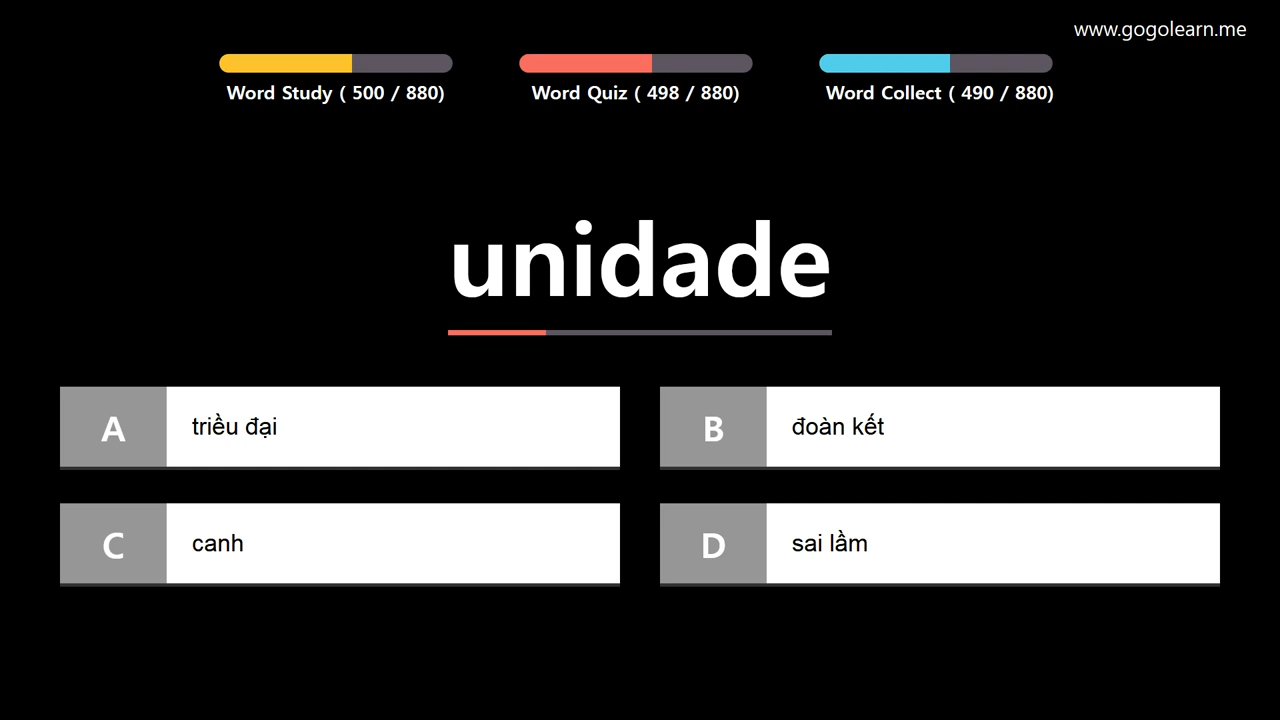 www.gogolearn.me
Word Study ( 500 / 880)
Word Quiz ( 498 / 880)
Word Collect ( 490 / 880)
unidade
A triều đại
B đoàn kết
C canh
D sai lầm